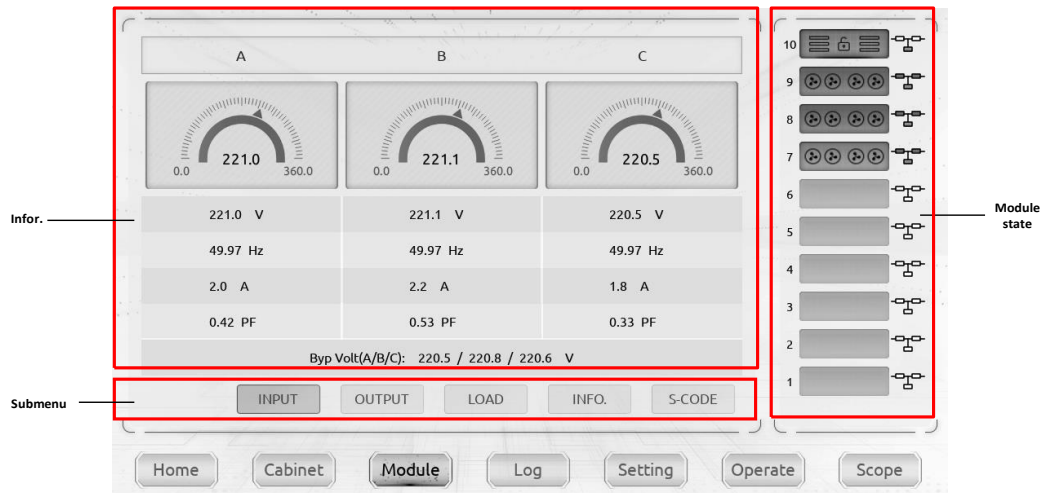 A B C
221.0 221.1 220.5
0.0 360.0 0.0 360.0 0.0 360.0
221.0 V 221.1 V 220.5 V
49.97 Hz 49.97 Hz 49.97 Hz
2.0 A 2.2 A 1.8 A
0.42 PF 0.53 PF 0.33 PF
Byp Volt(A/B/C): 220.5 / 220.8 / 220.6 V
Infor.
INPUT OUTPUT LOAD INFO. S-CODE
Submenu
10
9
8
7
6
5
4
3
2
1
Module
state
Home Cabinet Module Log Setting Operate Scope